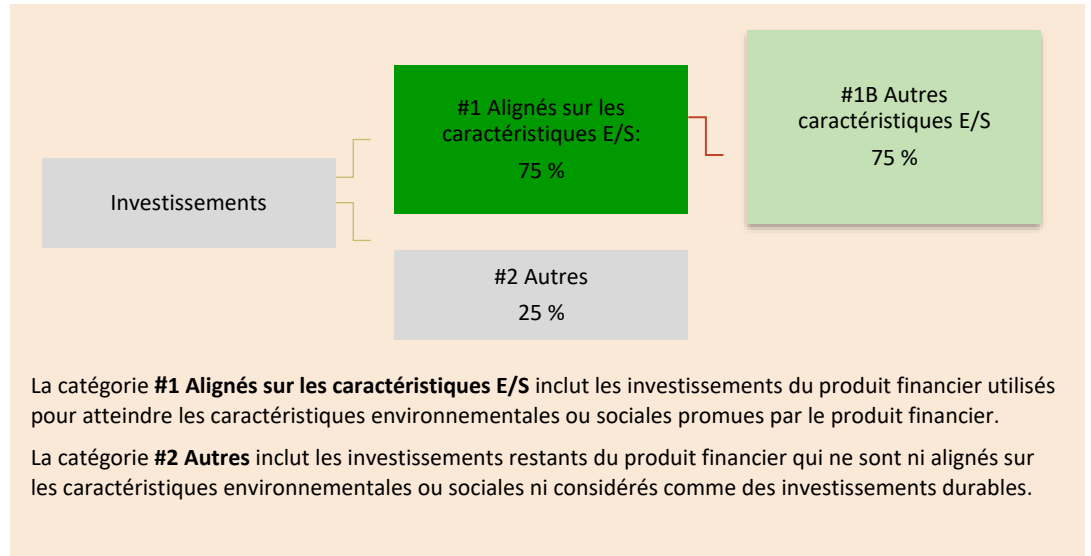 Investissements
#1 Alignés sur les
caractéristiques E/S:
75 %
#1B Autres
caractéristiques E/S
75 %
#2 Autres
25 %
La catégorie #1 Alignés sur les caractéristiques E/S inclut les investissements du produit financier utilisés
pour atteindre les caractéristiques environnementales ou sociales promues par le produit financier.
La catégorie #2 Autres inclut les investissements restants du produit financier qui ne sont ni alignés sur
les caractéristiques environnementales ou sociales ni considérés comme des investissements durables.